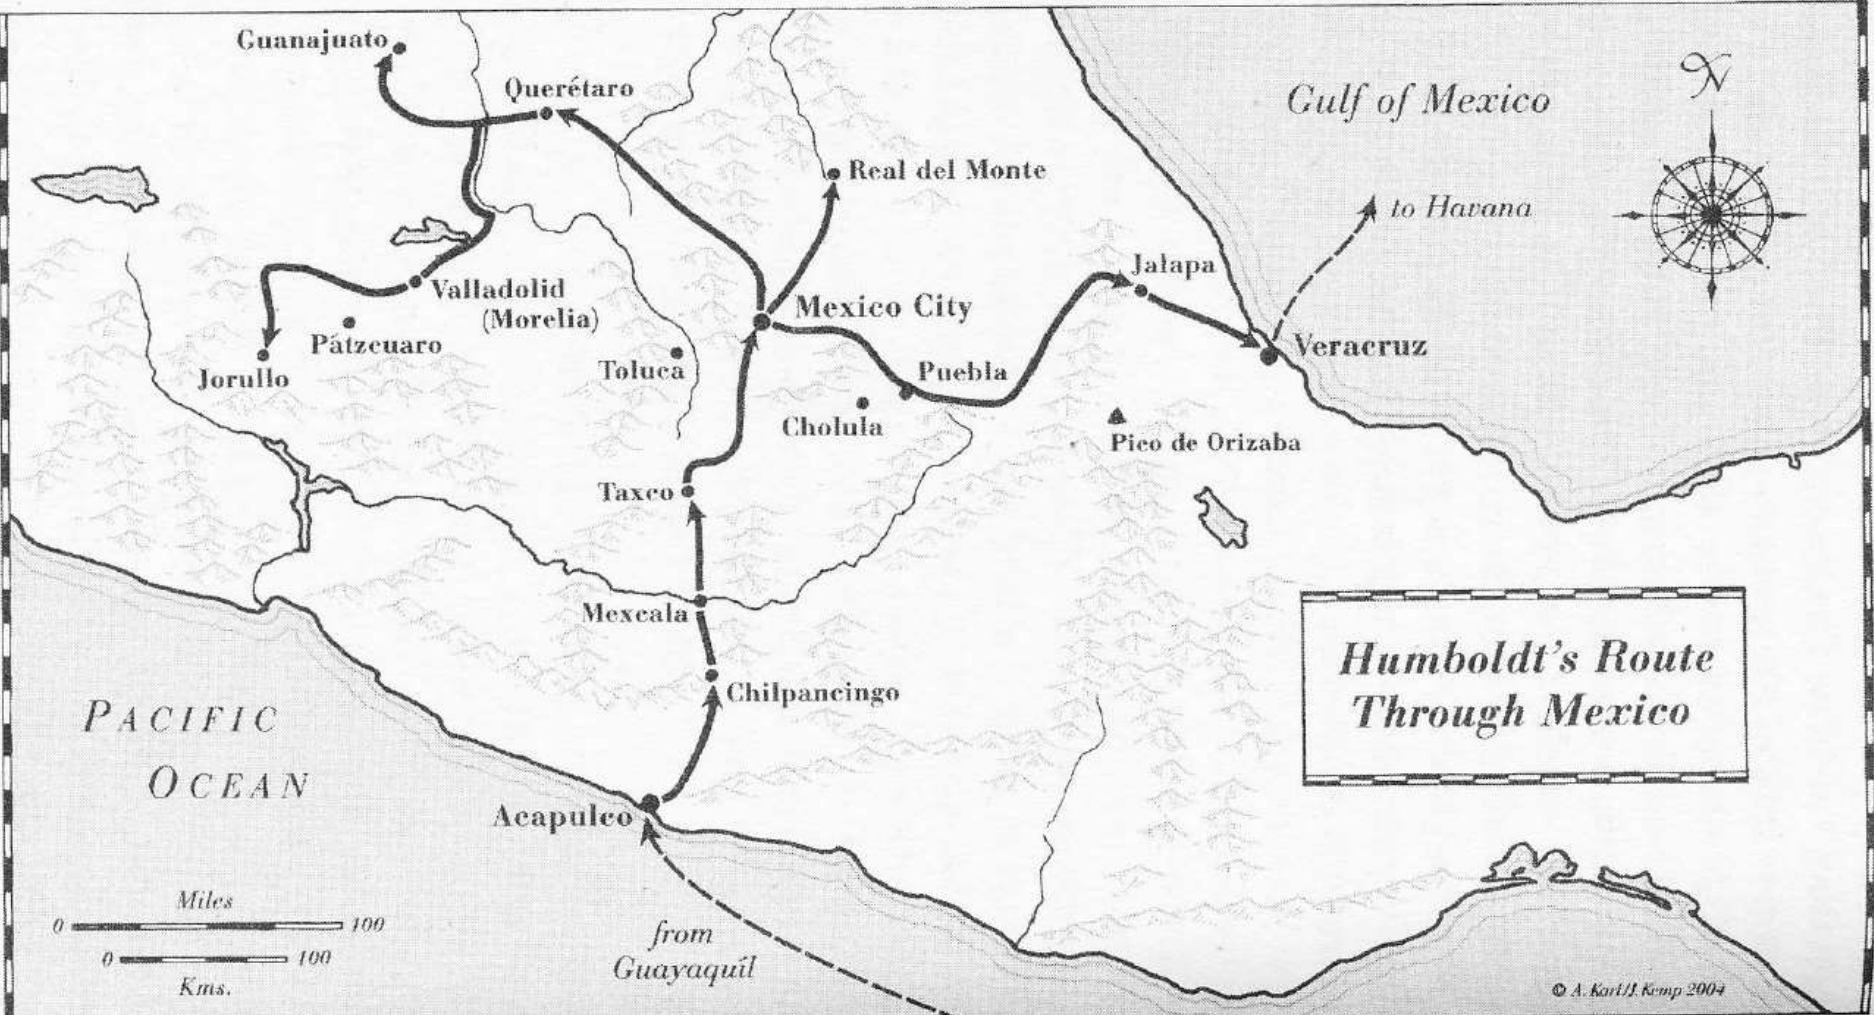 Guanajuato
Querétaro
Gulf of Mexico
N
Real del Monte
to Havana
Jalapa
Valladolid
(Morelia)
Mexico City
Pátzcuaro
Veracruz
Toluca
Puebla
Jorullo
Cholula
Pico de Orizaba
Taxco
Mexcala
Humboldt's Route
Through Mexico
Chilpancingo
PACIFIC
OCEAN
Acapulco
Miles
0 100
from
Guayaquíl
0 100
Kms.
© A. Karl/J. Kemp 2004